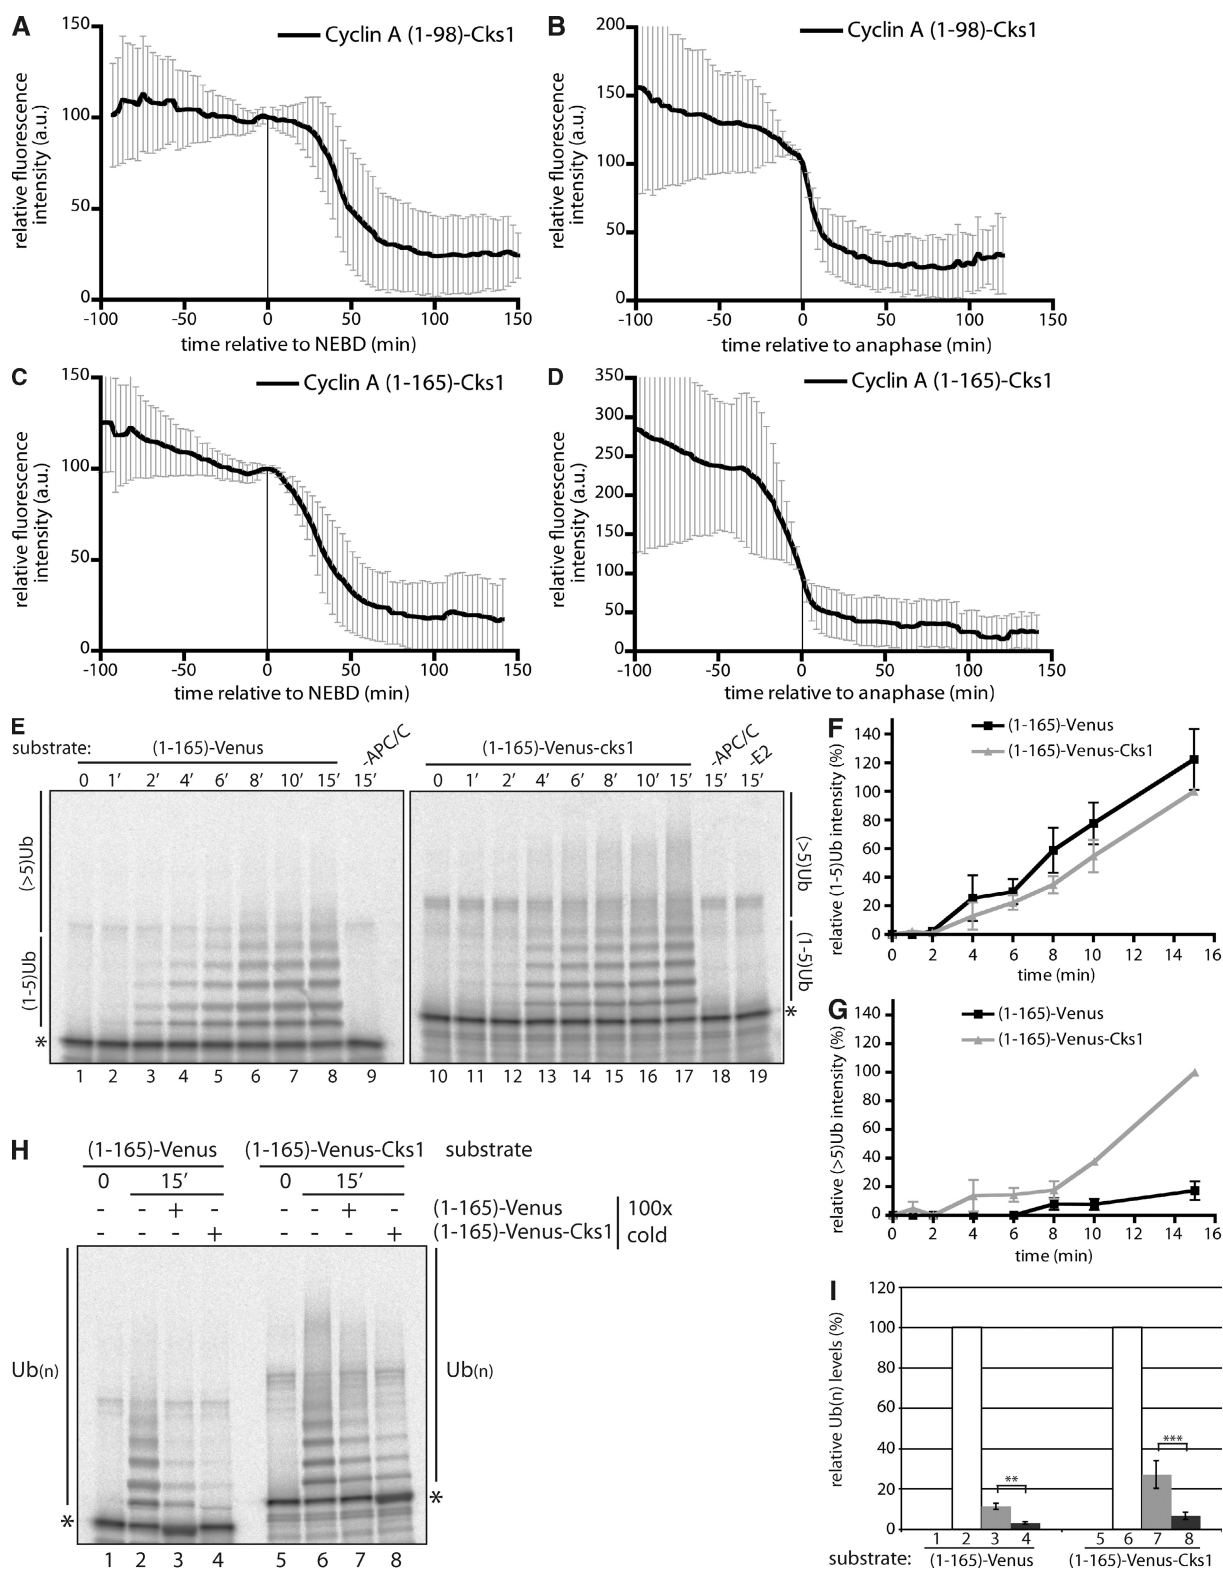 A
Cyclin A (1-98)-Cks1
relative fluorescence
intensity (a.u.)
150
100
50
0
-100 -50 0 50 100 150
time relative to NEBD (min)
B
Cyclin A (1-98)-Cks1
relative fluorescence
intensity (a.u.)
200
150
100
50
0
-100 -50 0 50 100 150
time relative to anaphase (min)
C
Cyclin A (1-165)-Cks1
relative fluorescence
intensity (a.u.)
150
100
50
0
-100 -50 0 50 100 150
time relative to NEBD (min)
D
Cyclin A (1-165)-Cks1
relative fluorescence
intensity (a.u.)
350
300
250
200
150
100
50
0
-100 -50 0 50 100 150
time relative to anaphase (min)
E
substrate: (1-165)-Venus -APC/C (1-165)-Venus-cks1 -APC/C -E2
0 1′ 2′ 4′ 6′ 8′ 10′ 15′ 15′ 0 1′ 2′ 4′ 6′ 8′ 10′ 15′ 15′ 15′
(>5)Ub
(1-5)Ub
*
(>5)Ub
(1-5)Ub
*
1 2 3 4 5 6 7 8 9 10 11 12 13 14 15 16 17 18 19
F
(1-165)-Venus
(1-165)-Venus-Cks1
relative (1-5)Ub intensity (%)
140
120
100
80
60
40
20
0
0 2 4 6 8 10 12 14 16
time (min)
G
(1-165)-Venus
(1-165)-Venus-Cks1
relative (>5)Ub intensity (%)
140
120
100
80
60
40
20
0
0 2 4 6 8 10 12 14 16
time (min)
H
(1-165)-Venus (1-165)-Venus-Cks1 substrate
0 15′ 0 15′
- - + - - - + - (1-165)-Venus 100x
- - - + - - - + (1-165)-Venus-Cks1 cold
Ub(n)
*
Ub(n)
*
1 2 3 4 5 6 7 8
I
relative Ub(n) levels (%)
120
100
80
60
40
20
0
**
***
1 2 3 4 5 6 7 8
substrate: (1-165)-Venus (1-165)-Venus-Cks1